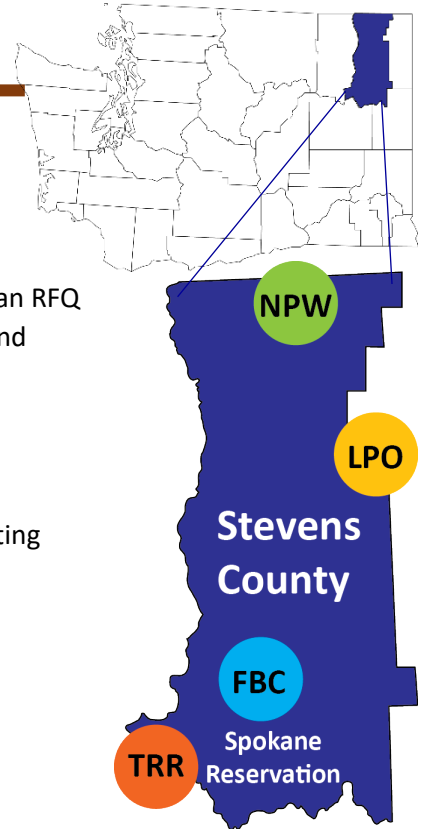 an RFQ
nd
ting
NPW
LPO
Stevens
County
FBC
TRR
Spokane
Reservation